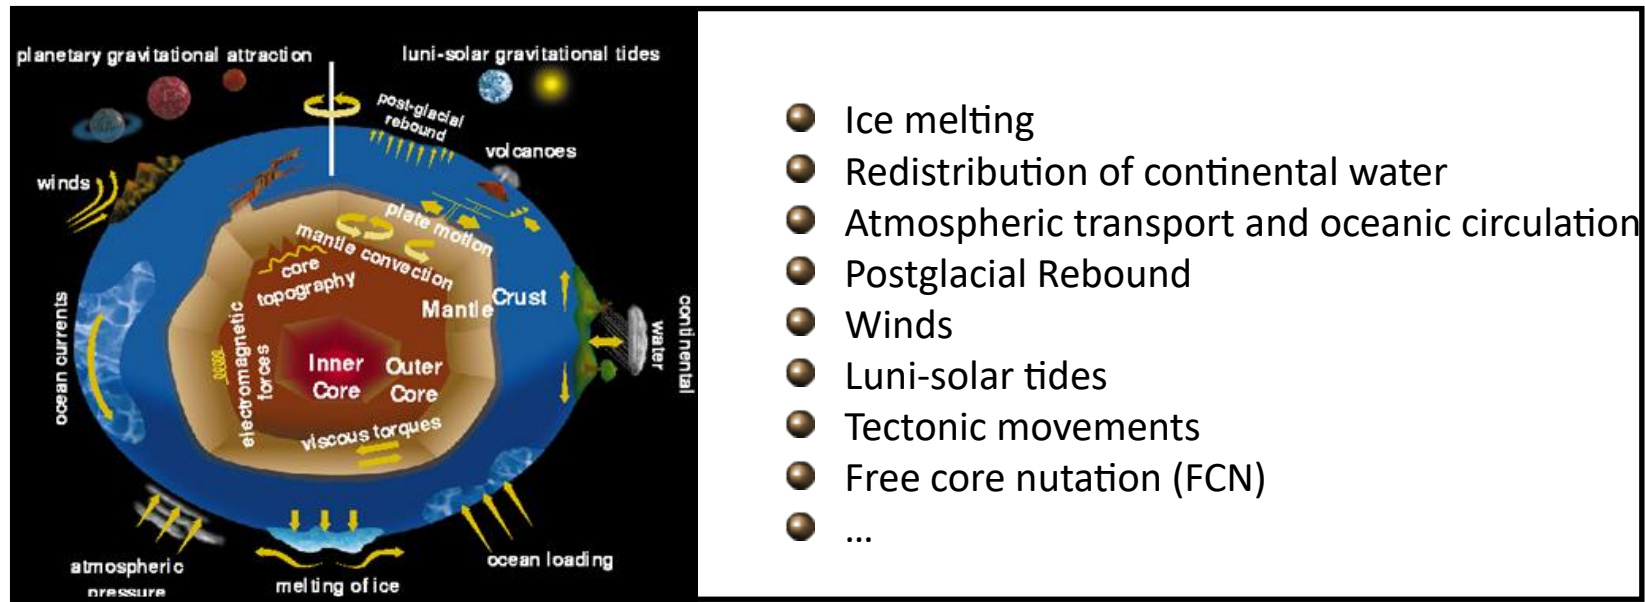 planetary gravitational attraction
luni-solar gravitational tides
post-glacial
rebound
volcanoes
winds
plate motion
mantle convection
core
topography
Mantle
Crust
ocean currents
electromagnetic
forces
Inner
Core
Outer
Core
continental
water
viscous torques
atmospheric
pressure
melting of ice
ocean loading
Ice melting
Redistribution of continental water
Atmospheric transport and oceanic circulation
Postglacial Rebound
Winds
Luni-solar tides
Tectonic movements
Free core nutation (FCN)
...